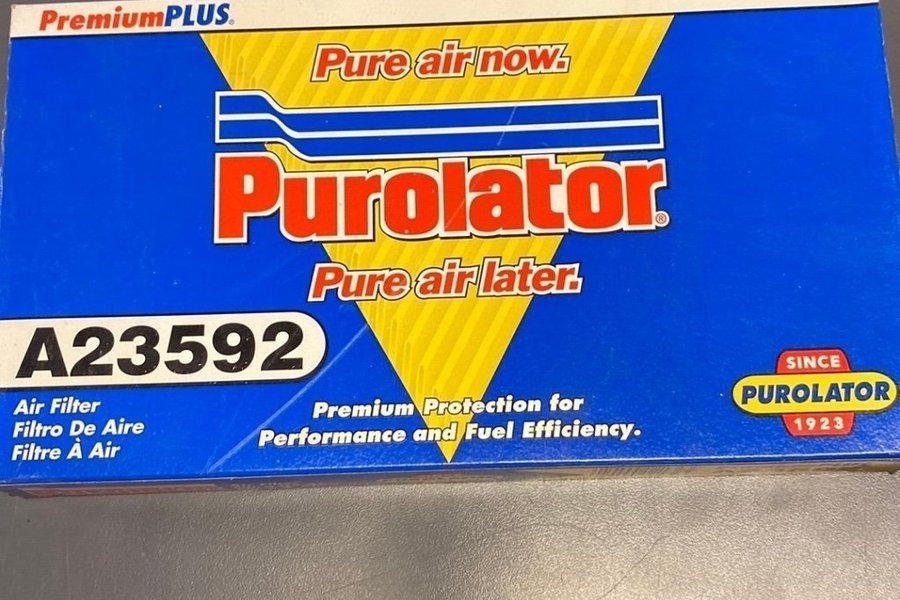 PremiumPLUS®
Pure air now.
Purolator®
Pure air later.
A23592
Air Filter
Filtro De Aire
Filtre À Air
Premium Protection for
Performance and Fuel Efficiency.
SINCE
PUROLATOR
1923